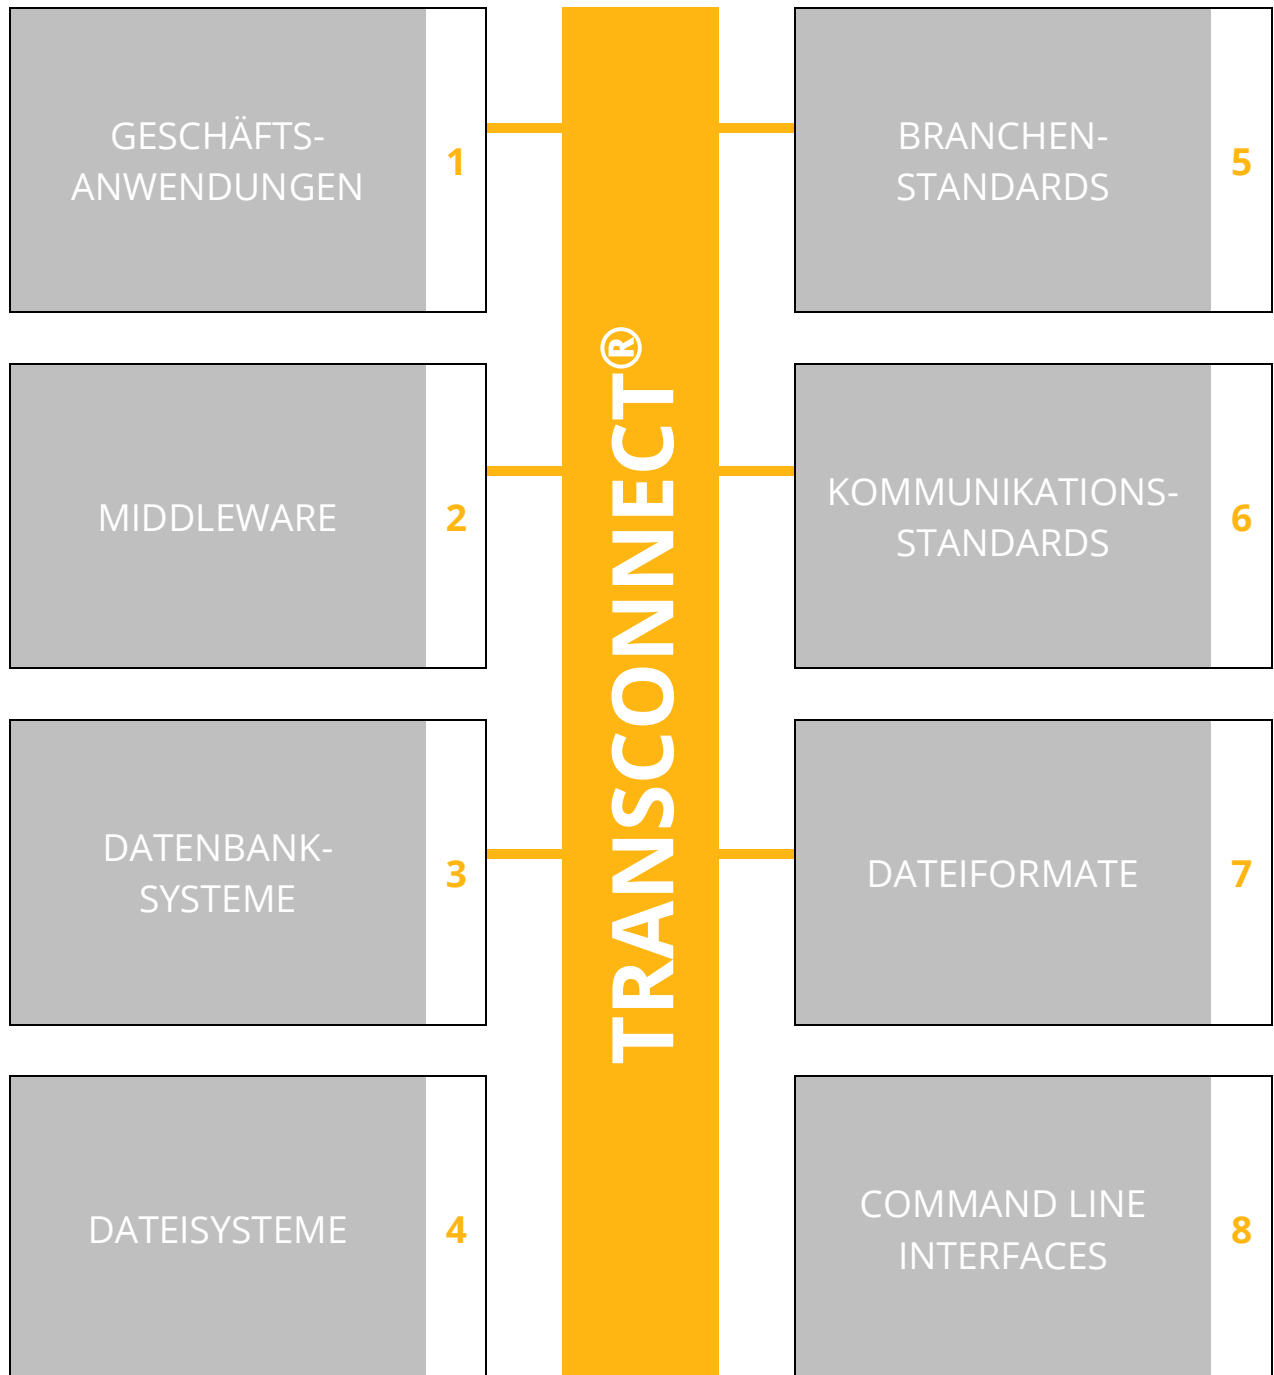 GESCHÄFTS-
ANWENDUNGEN
1
MIDDLEWARE
2
DATENBANK-
SYSTEME
3
DATEISYSTEME
4
TRANSCONNECT®
BRANCHEN-
STANDARDS
5
KOMMUNIKATIONS-
STANDARDS
6
DATEIFORMATE
7
COMMAND LINE
INTERFACES
8